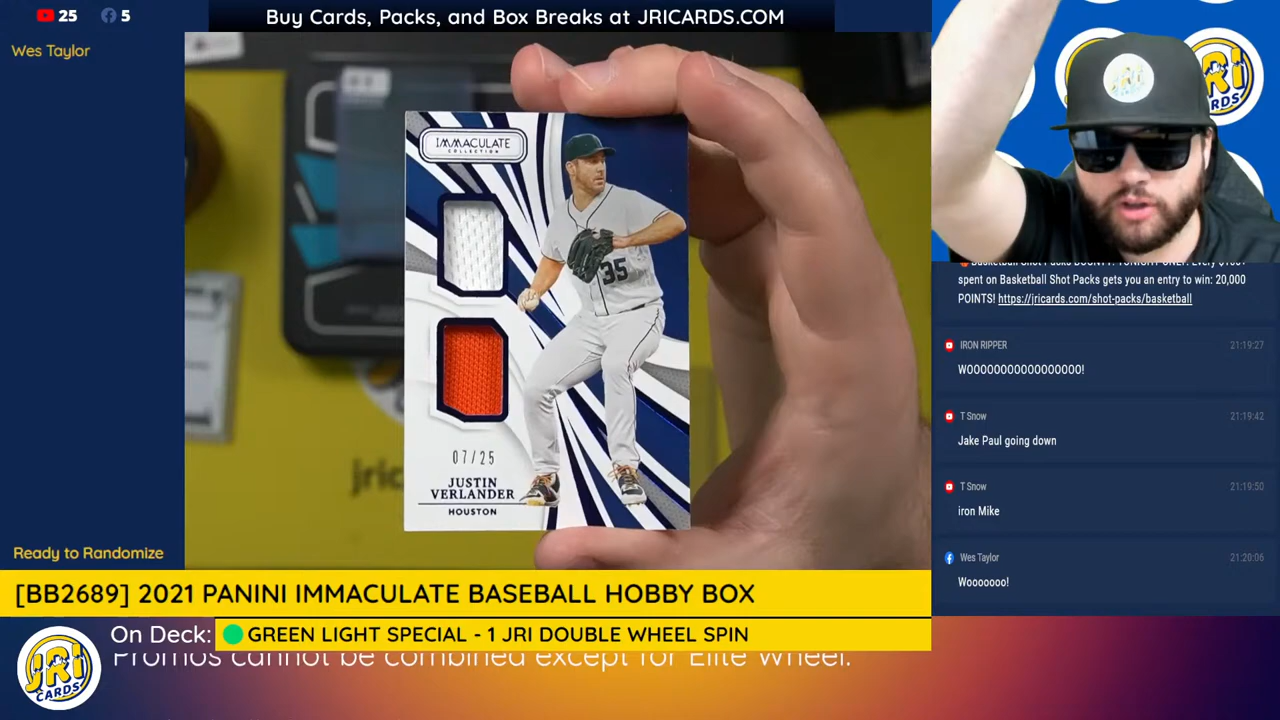 25
5
Buy Cards, Packs, and Box Breaks at JRICARDS.COM
Wes Taylor
IMMACULATE
COLLECTION
35
07/25
JUSTIN
VERLANDER
HOUSTON
jric
JRI
CARDS
spent on Basketball Shot Packs gets you an entry to win: 20,000
POINTS! https://jricards.com/shot-packs/basketball
IRON RIPPER
21:19:27
WOOOOOOOOOOOOOOOO!
T Snow
21:19:42
Jake Paul going down
T Snow
21:19:50
iron Mike
Wes Taylor
21:20:06
Wooooooo!
Ready to Randomize
[BB2689] 2021 PANINI IMMACULATE BASEBALL HOBBY BOX
On Deck:
GREEN LIGHT SPECIAL - 1 JRI DOUBLE WHEEL SPIN
Promos cannot be combined except for Elite Wheel.
JRI
CARDS